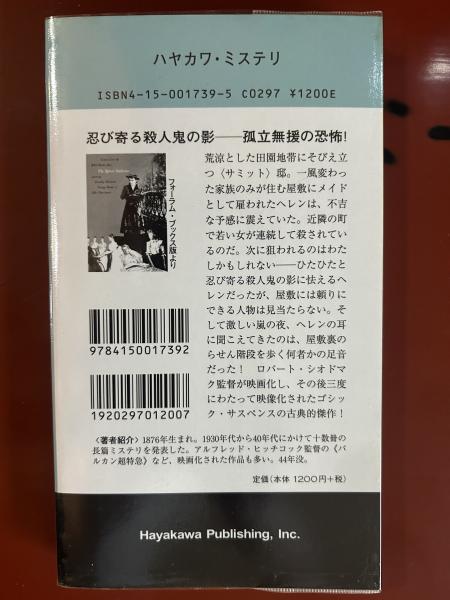 ハヤカワ・ミステリ
ISBN4-15-001739-5 C0297 ¥1200E
忍び寄る殺人鬼の影──孤立無援の恐怖!
荒涼とした田園地帯にそびえ立
つ〈サミット〉邸。一風変わっ
た家族のみが住む屋敷にメイド
として雇われたヘレンは、不吉
な予感に震えていた。近隣の町
で若い女が連続して殺されてい
るのだ。次に狙われるのはわた
しかもしれない──ひたひたと
忍び寄る殺人鬼の影に怯えるヘ
レンだったが、屋敷には頼りに
できる人物は見当たらない。そ
して激しい嵐の夜、ヘレンの耳
に聞こえてきたのは、屋敷裏の
らせん階段を歩く何者かの足音
だった! ロバート・シオドマ
ク監督が映画化し、その後三度
にわたって映像化されたゴシッ
ク・サスペンスの古典的傑作!
フォーラム・ブックス版より
9784150017392
1920297012007
〈著者紹介〉1876年生まれ。1930年代から40年代にかけて十数冊の
長篇ミステリを発表した。アルフレッド・ヒッチコック監督の《バ
ルカン超特急》など、映画化された作品も多い。44年没。
定価(本体 1200円+税)
Hayakawa Publishing, Inc.